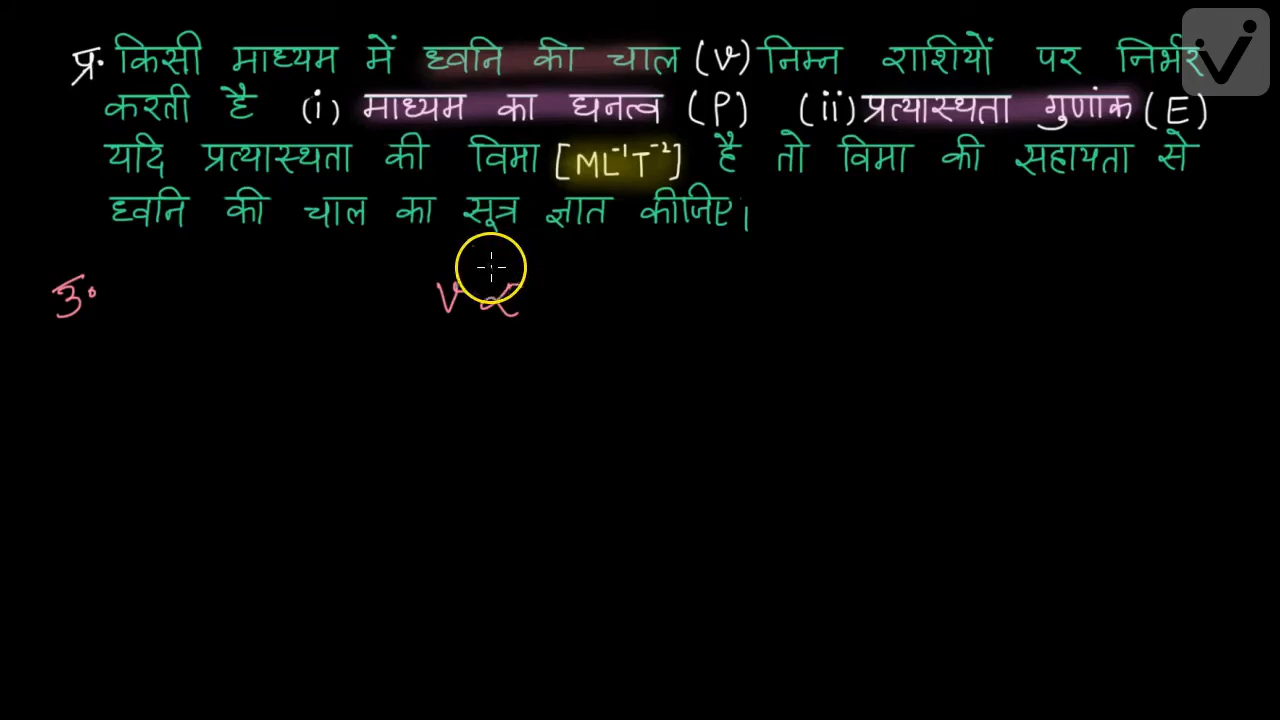 प्र. किसी माध्यम में ध्वनि की चाल (v) निम्न राशियों पर निर्भर
करती है (i) माध्यम का घनत्व (P) (ii) प्रत्यास्थता गुणांक (E)
यदि प्रत्यास्थता की विमा [ML⁻¹T⁻²] है तो विमा की सहायता से
ध्वनि की चाल का सूत्र ज्ञात कीजिए।
उ. V ∝